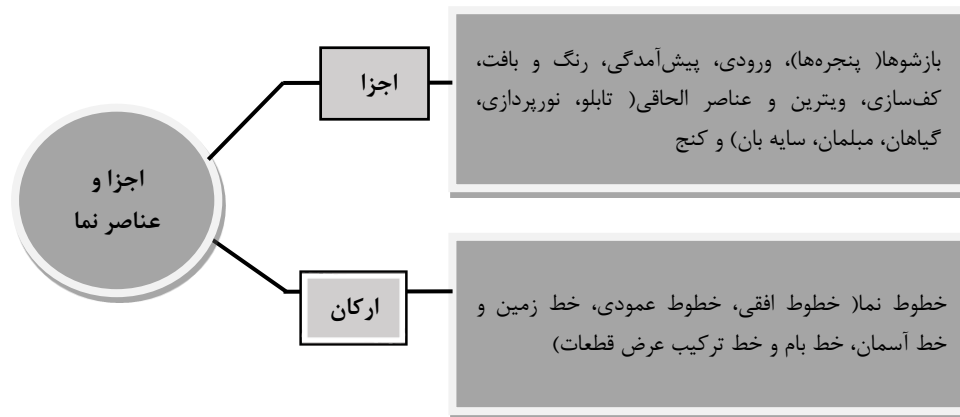 اجزا و
عناصر نما
اجزا
بازشوها( پنجره‌ها)، ورودی، پیش‌آمدگی، رنگ و بافت،
کف‌سازی، ویترین و عناصر الحاقی( تابلو، نورپردازی،
گیاهان، مبلمان، سایه بان) و کنج
ارکان
خطوط نما( خطوط افقی، خطوط عمودی، خط زمین و
خط آسمان، خط بام و خط ترکیب عرض قطعات)